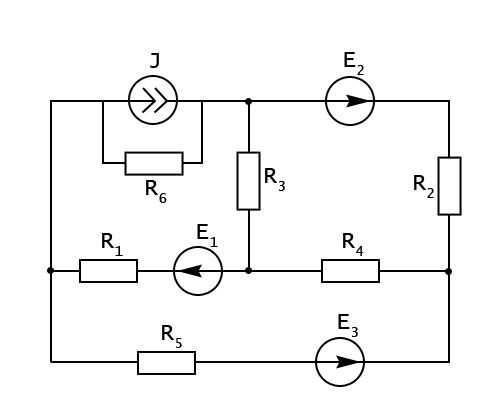 J
E₂
R₆
R₃
R₂
R₁
E₁
R₄
R₅
E₃